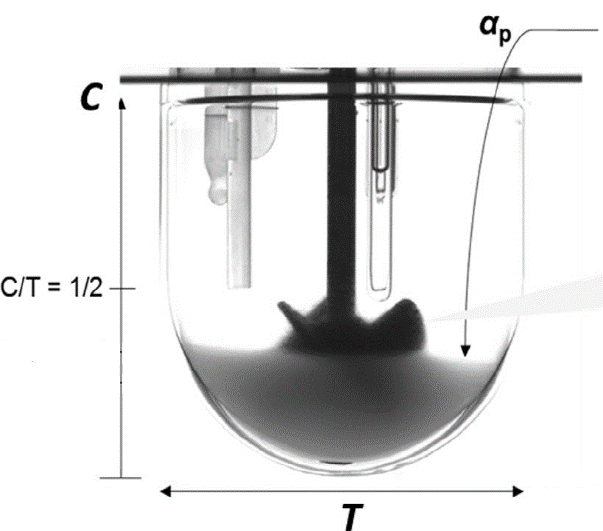 αp
C
C/T = 1/2
T